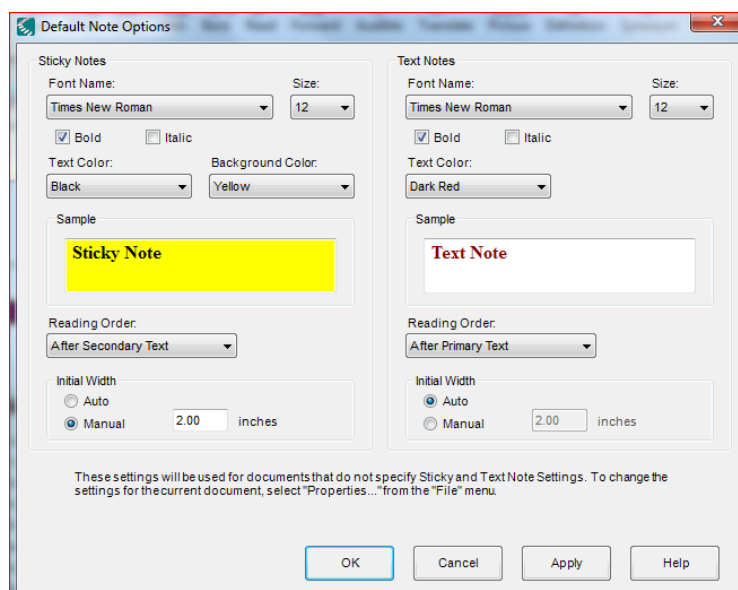 Default Note Options
Sticky Notes
Font Name:
Size:
Times New Roman
12
Bold
Italic
Text Color:
Background Color:
Black
Yellow
Sample
Sticky Note
Reading Order:
After Secondary Text
Initial Width
Auto
Manual
2.00
inches
Text Notes
Font Name:
Size:
Times New Roman
12
Bold
Italic
Text Color:
Dark Red
Sample
Text Note
Reading Order:
After Primary Text
Initial Width
Auto
Manual
2.00
inches
These settings will be used for documents that do not specify Sticky and Text Note Settings. To change the
settings for the current document, select "Properties..." from the "File" menu.
OK
Cancel
Apply
Help